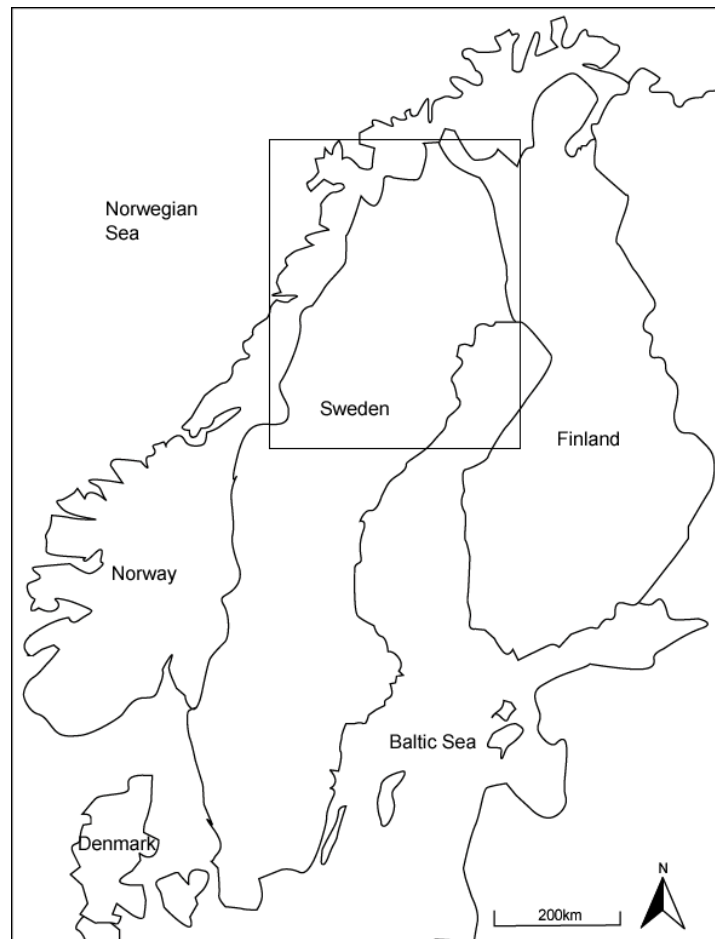 Norwegian
Sea
Sweden
Finland
Norway
Baltic Sea
Denmark
N
200km